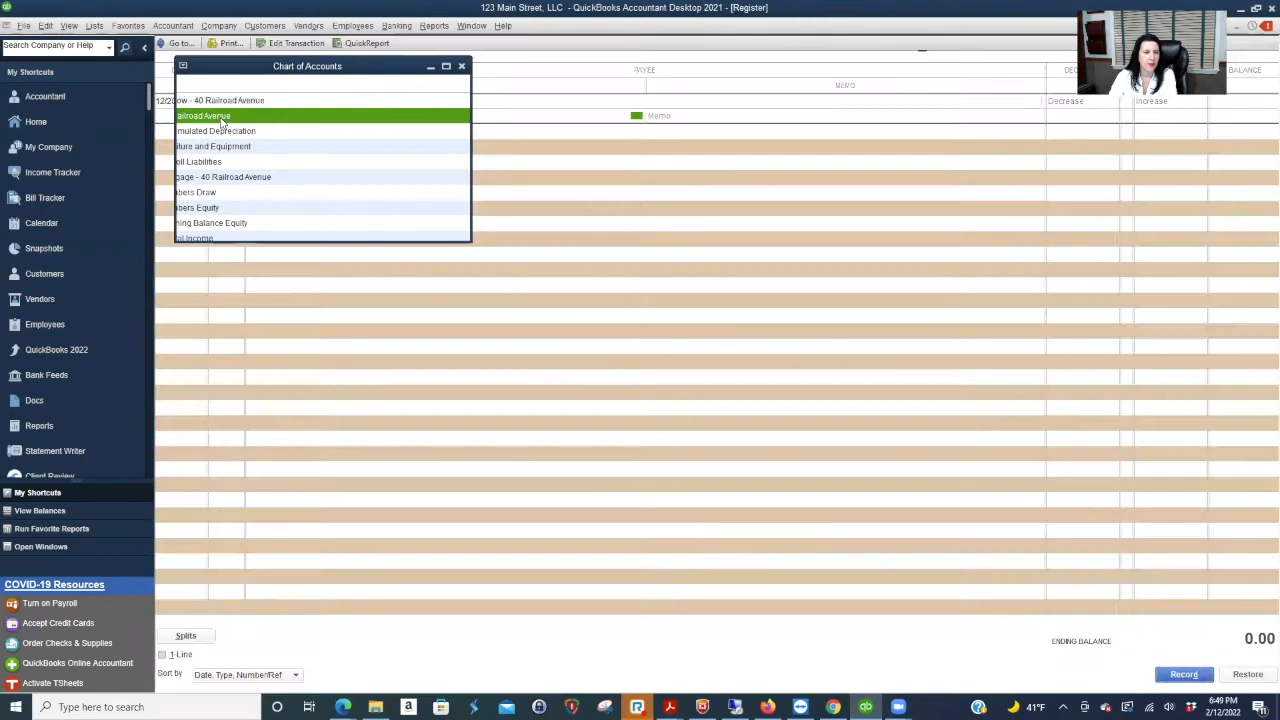 123 Main Street, LLC - QuickBooks Accountant Desktop 2021 - [Register]
File Edit View Lists Favorites Accountant Company Customers Vendors Employees Banking Reports Window Help
Search Company or Help
Go to... Print... Edit Transaction QuickReport
My Shortcuts
Chart of Accounts
PAYEE
BALANCE
MEMO
Accountant
ow - 40 Railroad Avenue
Decrease
Increase
ailroad Avenue
Memo
Home
mulated Depreciation
My Company
iture and Equipment
oll Liabilities
Income Tracker
gage - 40 Railroad Avenue
Bill Tracker
bers Draw
bers Equity
Calendar
ning Balance Equity
tal Income
Snapshots
Customers
Vendors
Employees
QuickBooks 2022
Bank Feeds
Docs
Reports
Statement Writer
Client Review
My Shortcuts
View Balances
Run Favorite Reports
Open Windows
COVID-19 Resources
Turn on Payroll
Accept Credit Cards
Order Checks & Supplies
QuickBooks Online Accountant
Activate TSheets
Splits
1-Line
Sort by
Date, Type, Number/Ref
ENDING BALANCE
0.00
Record
Restore
Type here to search
41°F
6:49 PM
2/12/2022